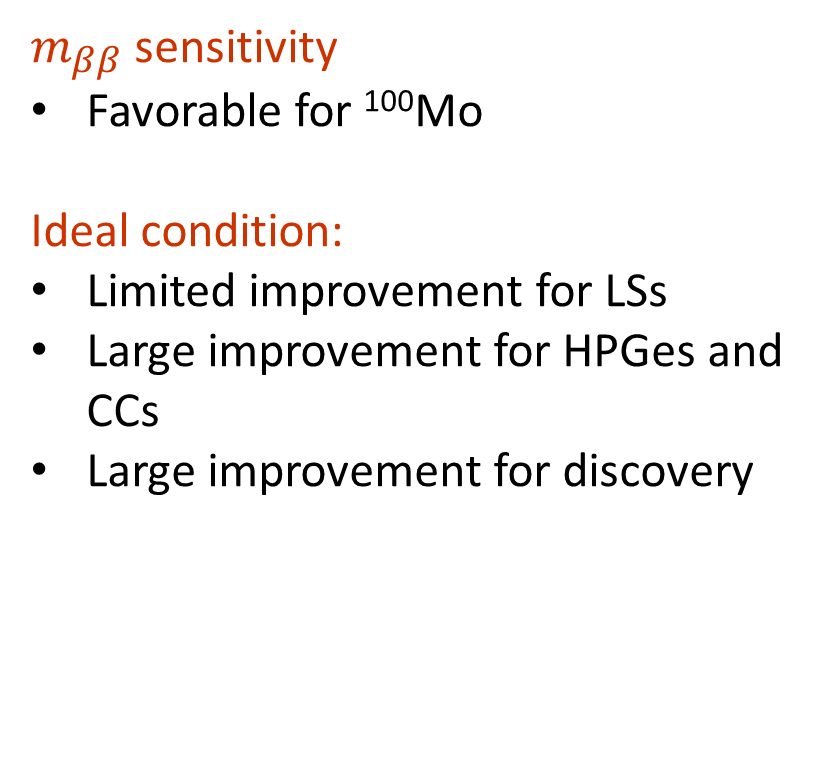 𝑚𝛽𝛽 sensitivity
• Favorable for ¹⁰⁰Mo
Ideal condition:
• Limited improvement for LSs
• Large improvement for HPGes and
CCs
• Large improvement for discovery